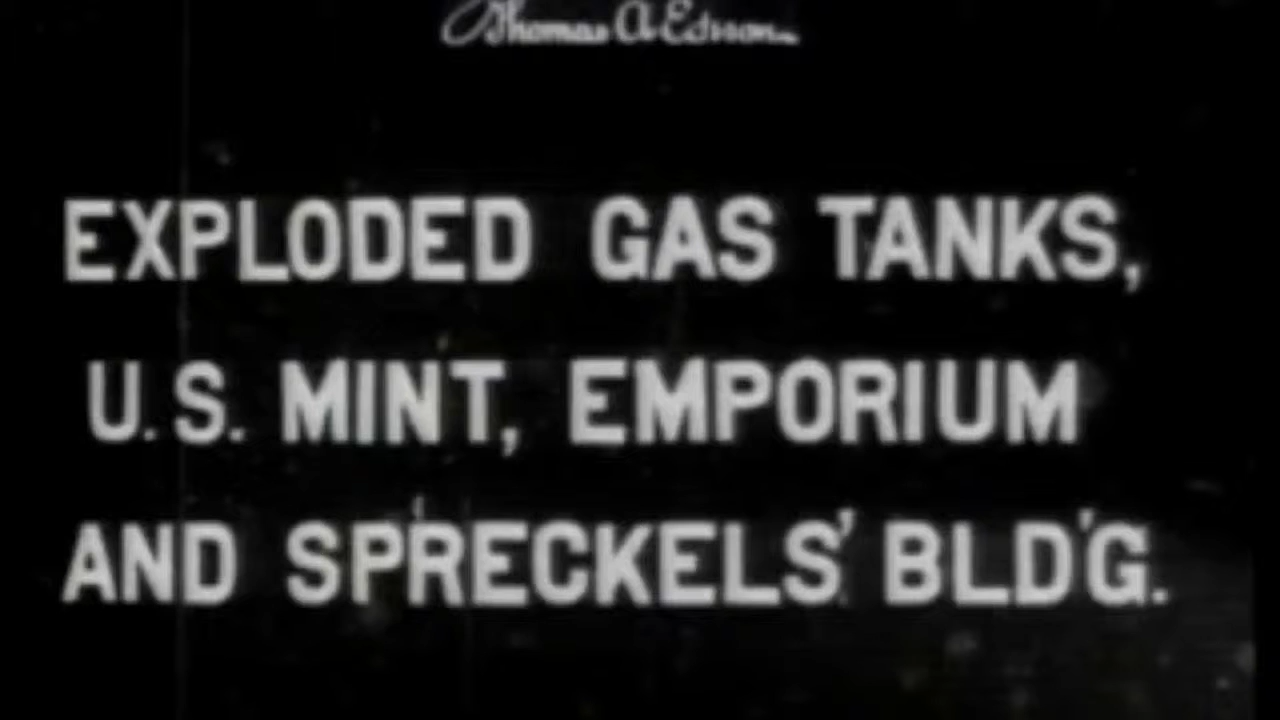 Thomas A Edison
EXPLODED GAS TANKS,
U.S. MINT, EMPORIUM
AND SPRECKELS' BLD'G.